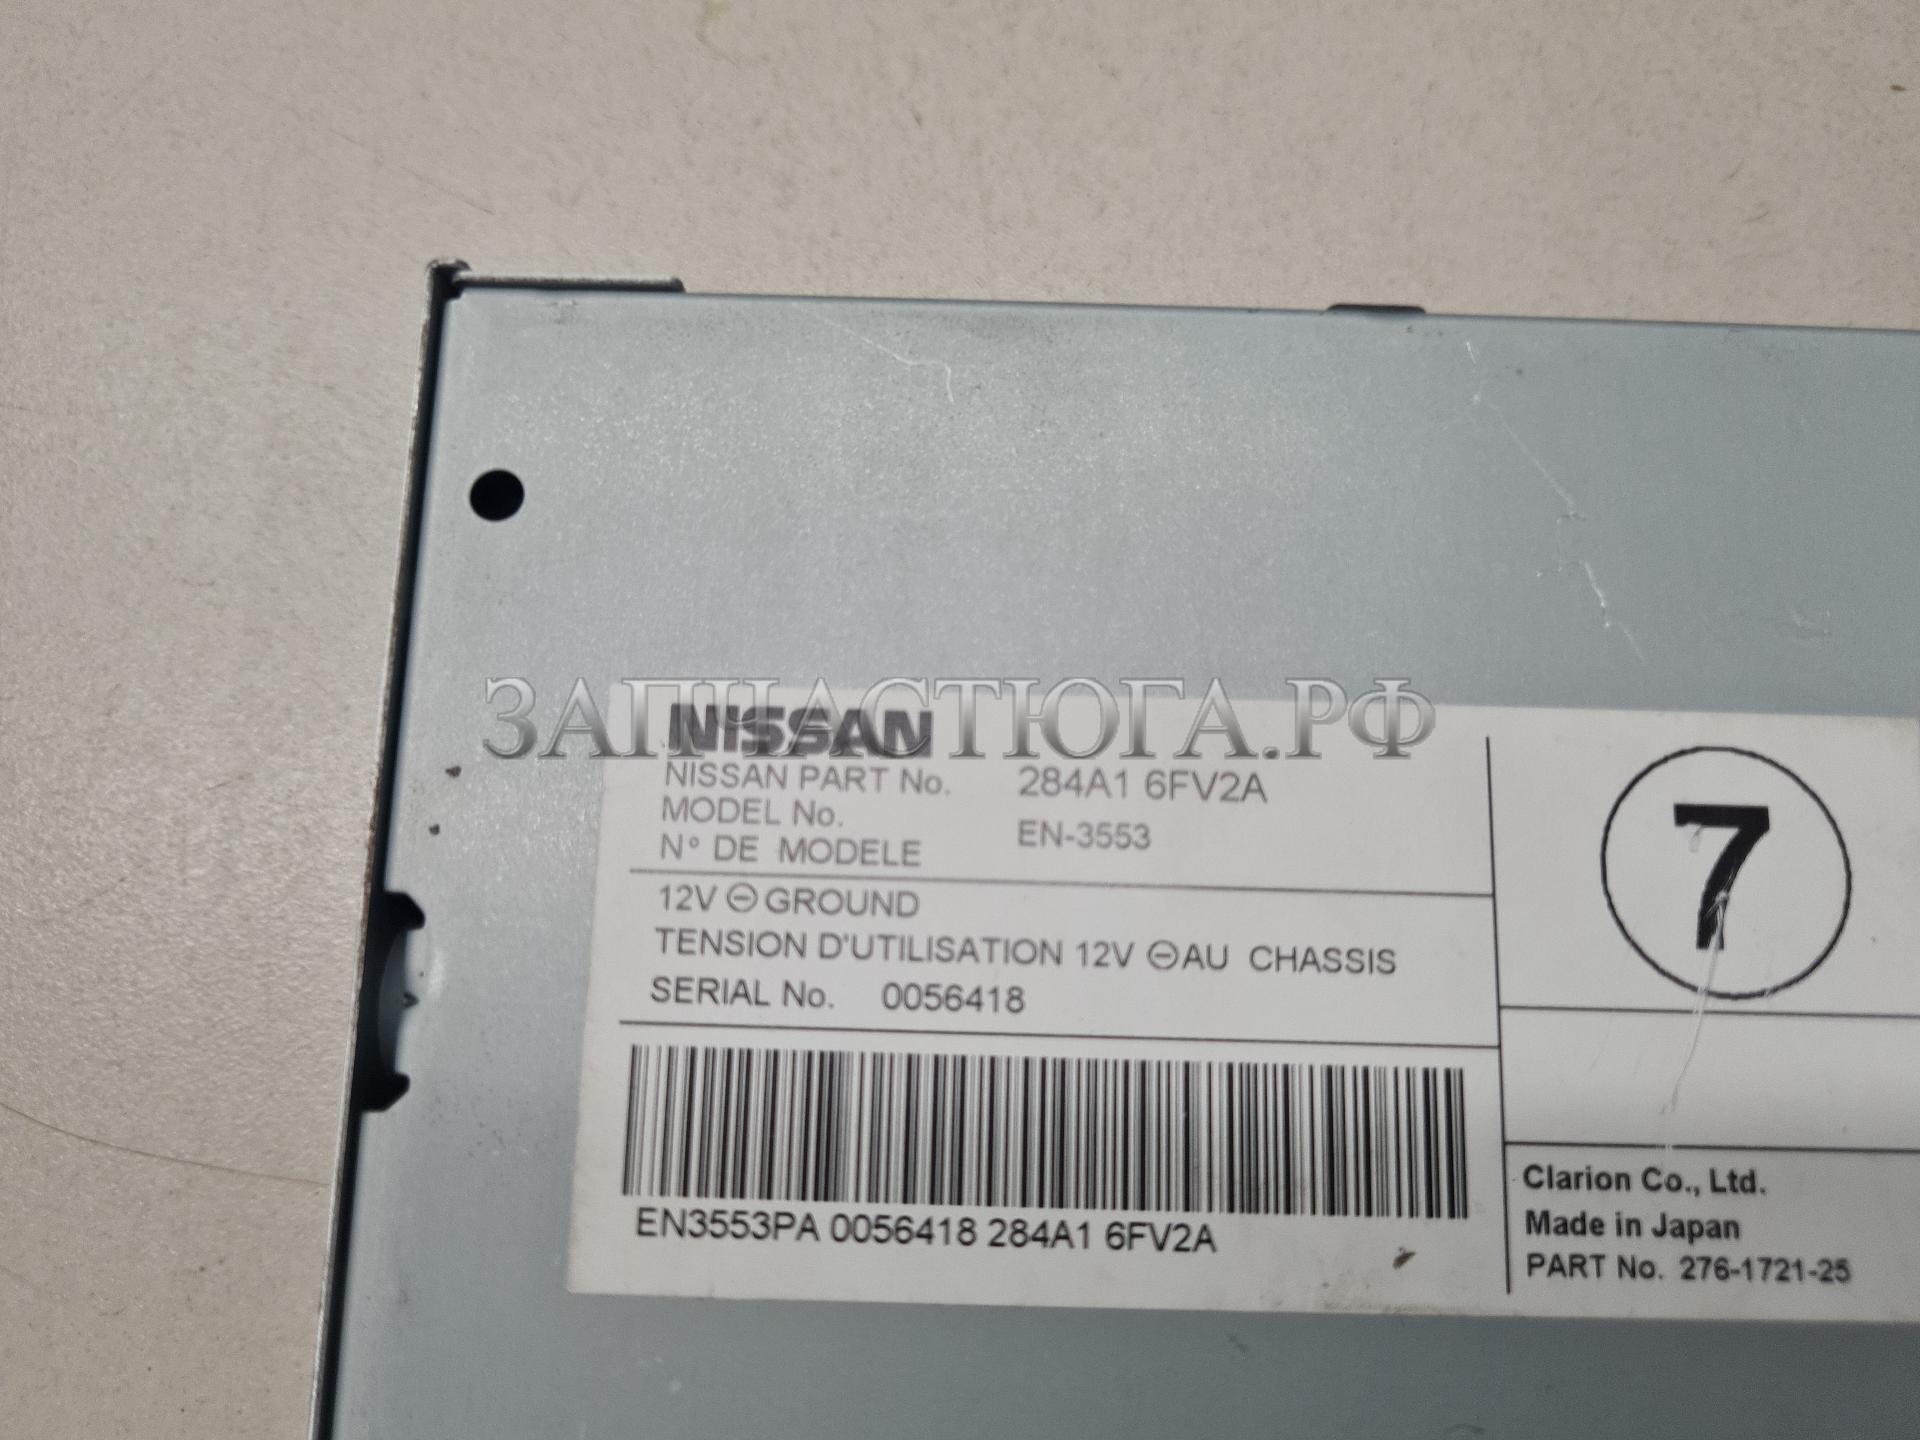 ЗАПЧАСТЮГА.РФ
NISSAN
NISSAN PART No. 284A1 6FV2A
MODEL No.
N° DE MODELE EN-3553
12V ⊖ GROUND
TENSION D'UTILISATION 12V ⊖ AU CHASSIS
SERIAL No. 0056418
EN3553PA 0056418 284A1 6FV2A
7
Clarion Co., Ltd.
Made in Japan
PART No. 276-1721-25